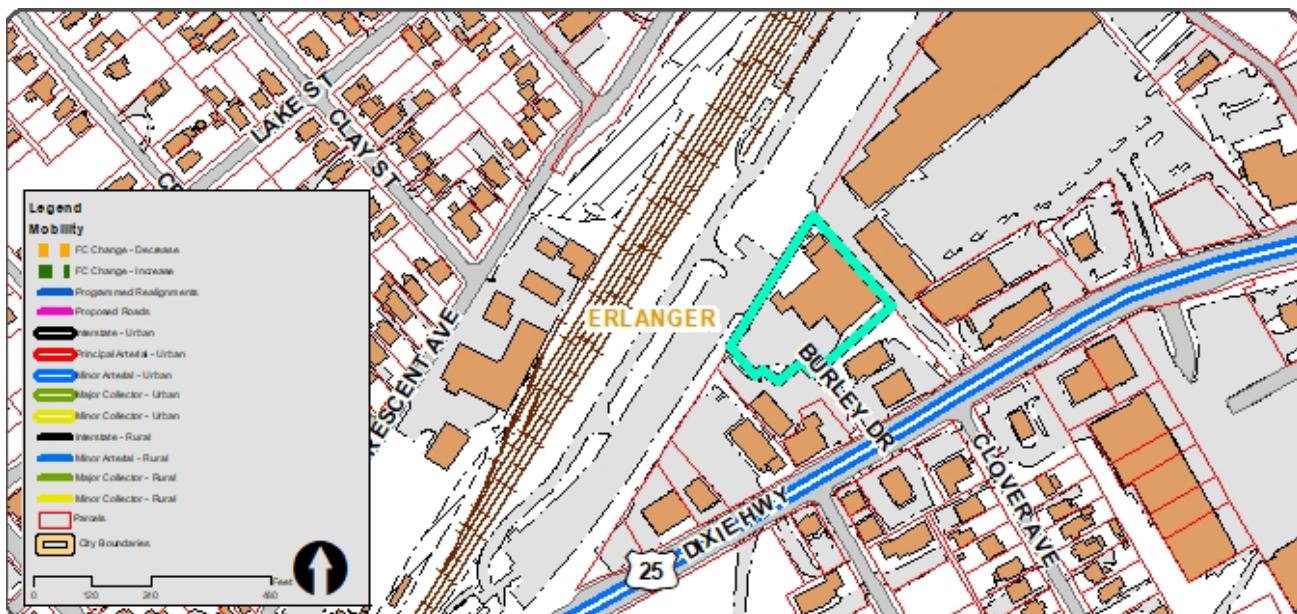 LAKE ST
CLAY ST
Legend
Mobility
FC Change - Decrease
FC Change - Increase
Programmed Realignments
Proposed Roads
Interstate - Urban
Principal Arterial - Urban
Minor Arterial - Urban
Major Collector - Urban
Minor Collector - Urban
Interstate - Rural
Minor Arterial - Rural
Major Collector - Rural
Minor Collector - Rural
Parcels
City Boundaries
Feet
0 120 240 480
RESCENT AVE
ERLANGER
BURLEY DR
CLOVER AVE
DIXIE HWY
25